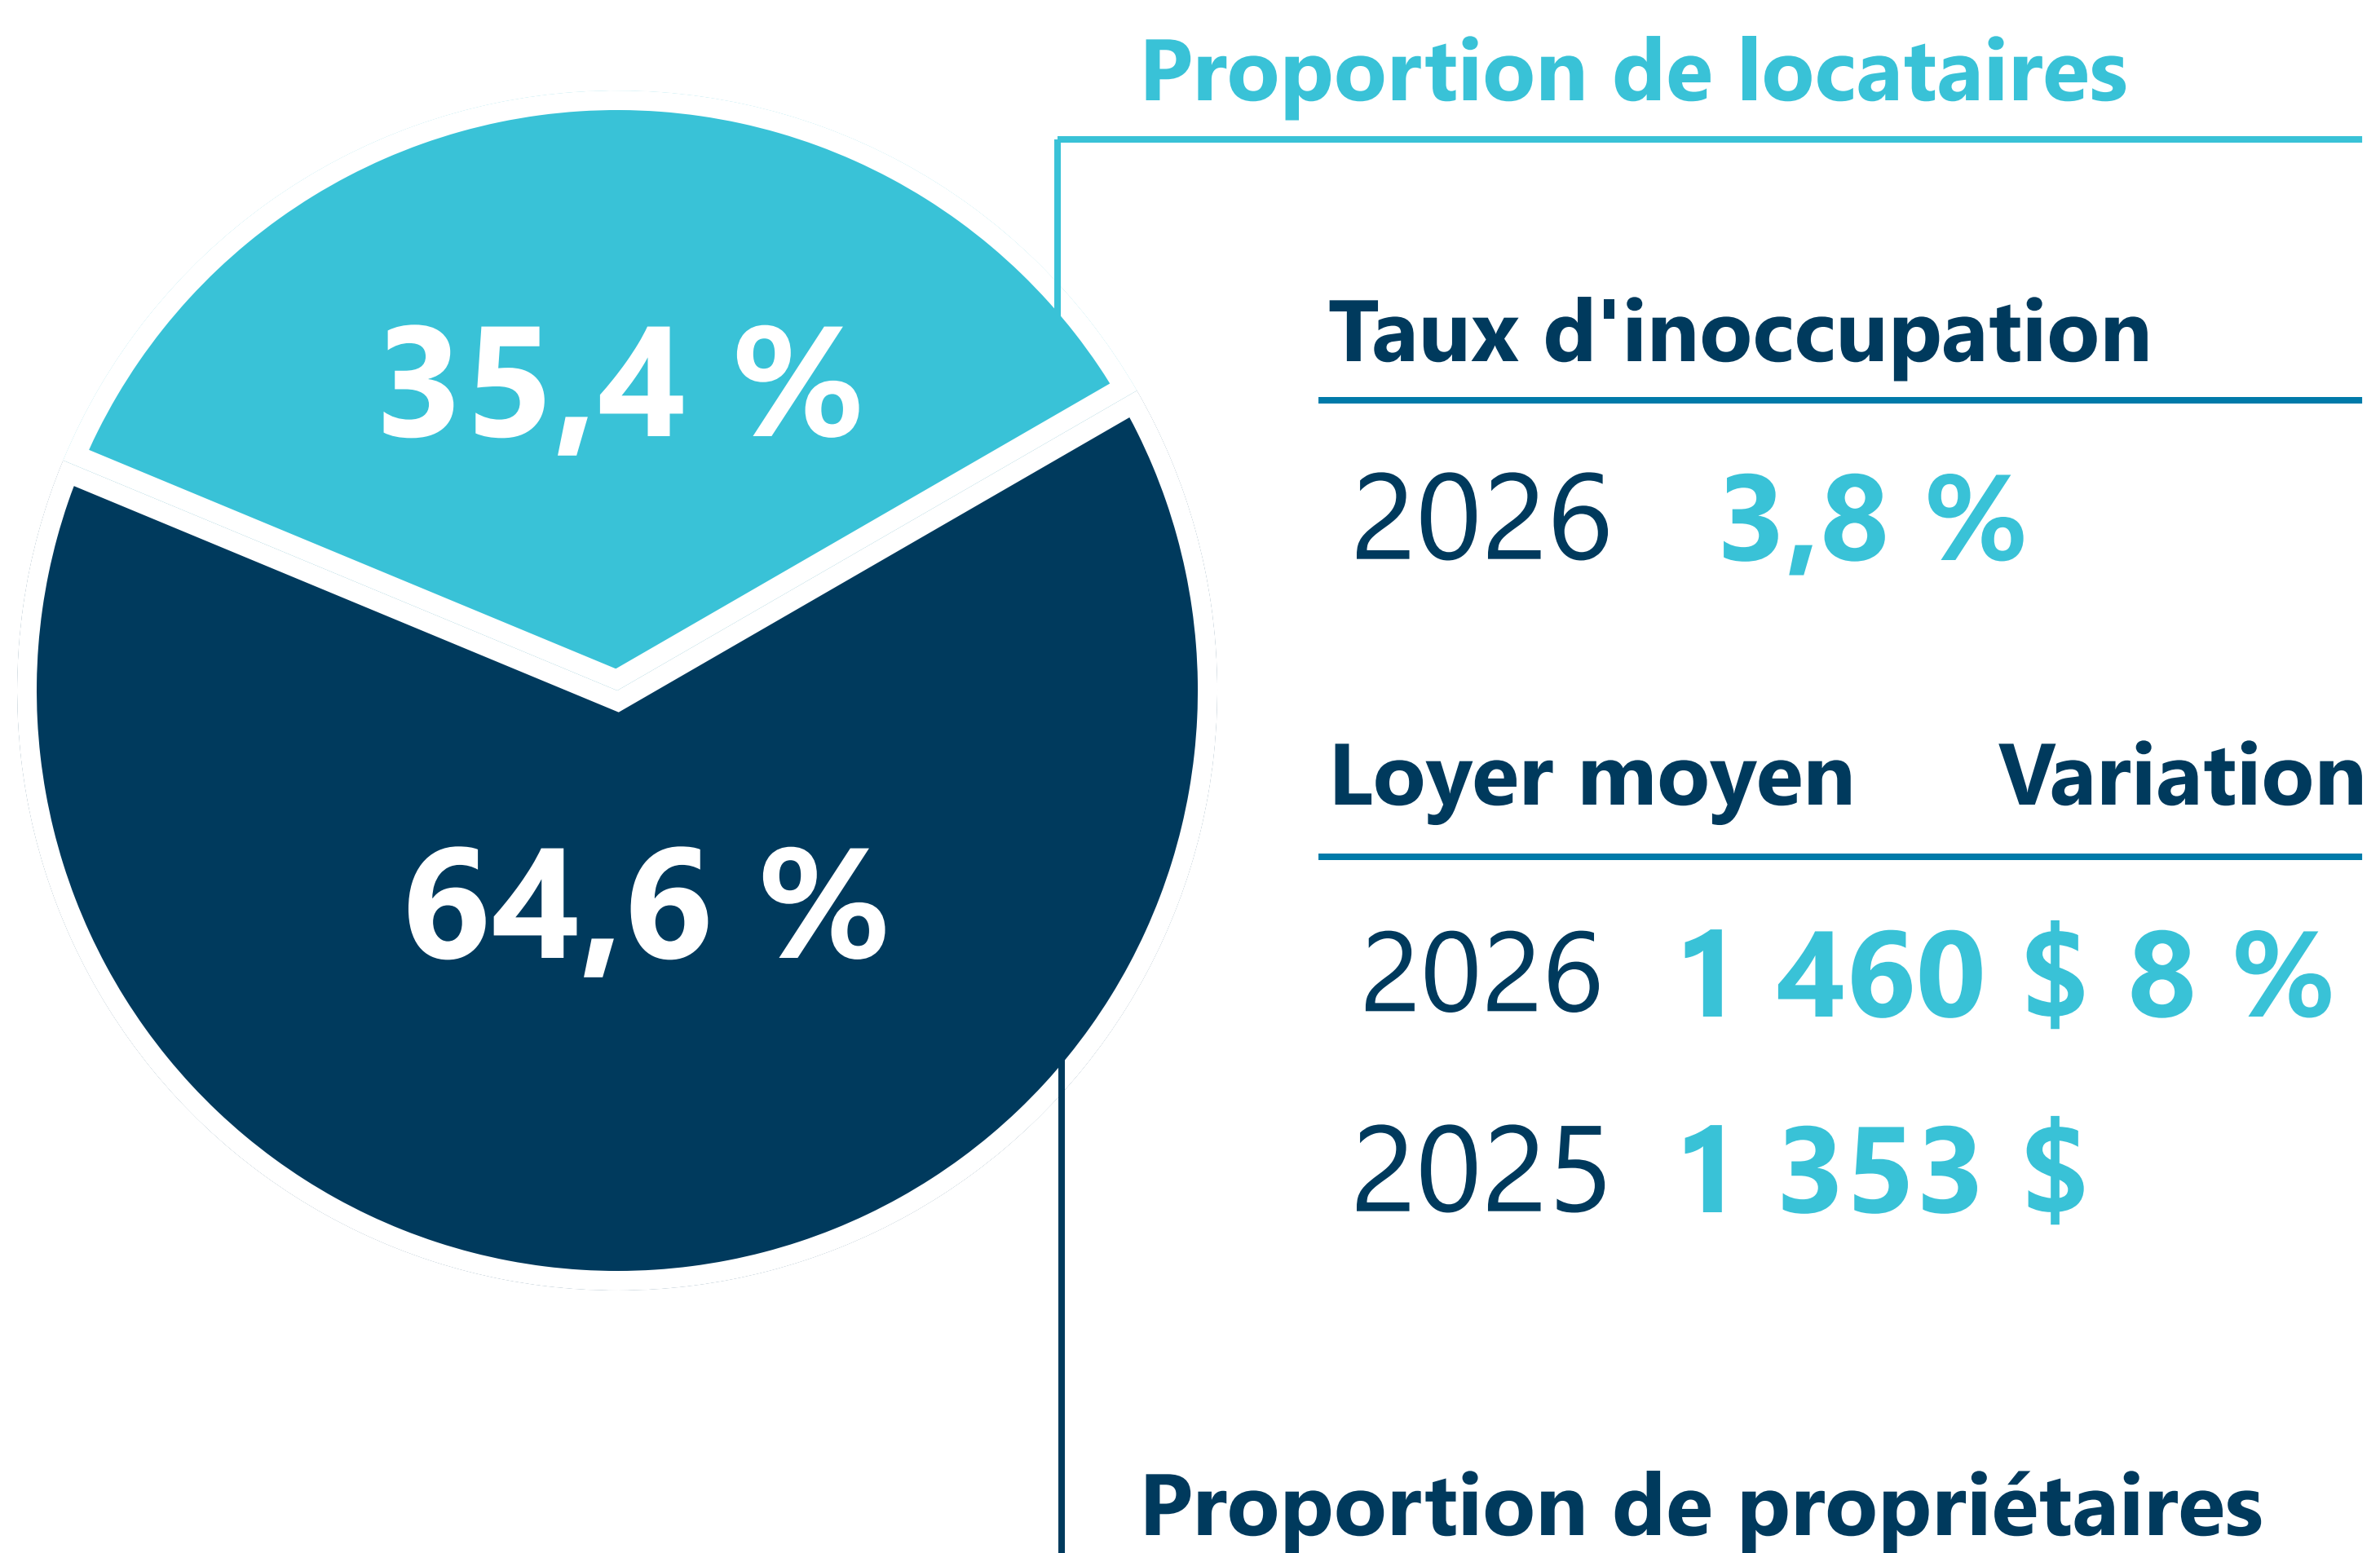 Proportion de locataires
35,4 %
Taux d'inoccupation
2026 3,8 %
Loyer moyen Variation
64,6 %
2026 1 460 $ 8 %
2025 1 353 $
Proportion de propriétaires